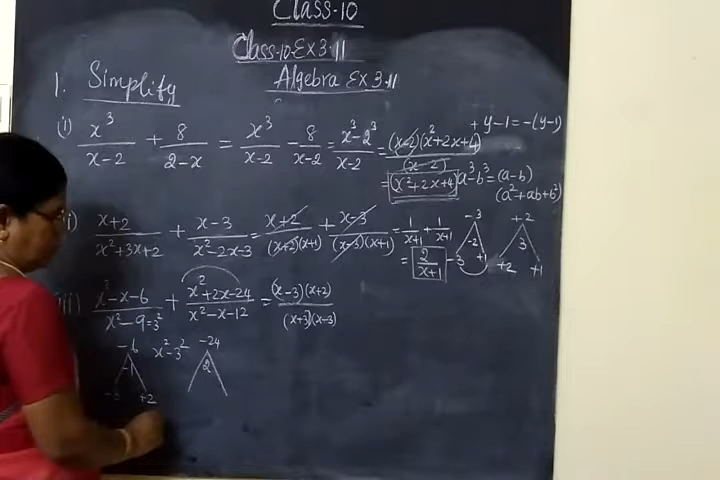 Class-10
Class-10-Ex 3.11
Algebra Ex 3.11
1. Simplify
+ y-1 = -(y-1)
(i) x³/(x-2) + 8/(2-x) = x³/(x-2) - 8/(x-2) = (x³-2³)/(x-2) = (x-2)(x²+2x+4)/(x-2)
= (x²+2x+4) a³-b³ = (a-b)(a²+ab+b²)
i) (x+2)/(x²+3x+2) + (x-3)/(x²-2x-3) = (x+2)/((x+2)(x+1)) + (x-3)/((x-3)(x+1)) = 1/(x+1) + 1/(x+1)
= 2/(x+1)
-3 +2
-2 3
-3 +1 +2 +1
iii) (x²-x-6)/(x²-9=3²) + (x²+2x-24)/(x²-x-12) = (x-3)(x+2)/((x+3)(x-3))
-6 x²-3² -24
-1 2
-3 +2